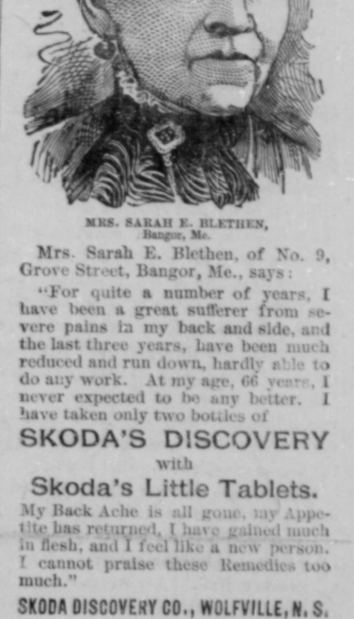 MRS. SARAH E. BLETHEN,
Bangor, Me.
Mrs. Sarah E. Blethen, of No. 9,
Grove Street, Bangor, Me., says:
"For quite a number of years, I
have been a great sufferer from se-
vere pains in my back and side, and
the last three years, have been much
reduced and run down, hardly able to
do any work. At my age, 66 years, I
never expected to be any better. I
have taken only two bottles of
SKODA'S DISCOVERY
with
Skoda's Little Tablets.
My Back Ache is all gone, my Appe-
tite has returned, I have gained much
in flesh, and I feel like a new person.
I cannot praise these Remedies too
much."
SKODA DISCOVERY CO., WOLFVILLE, N. S.